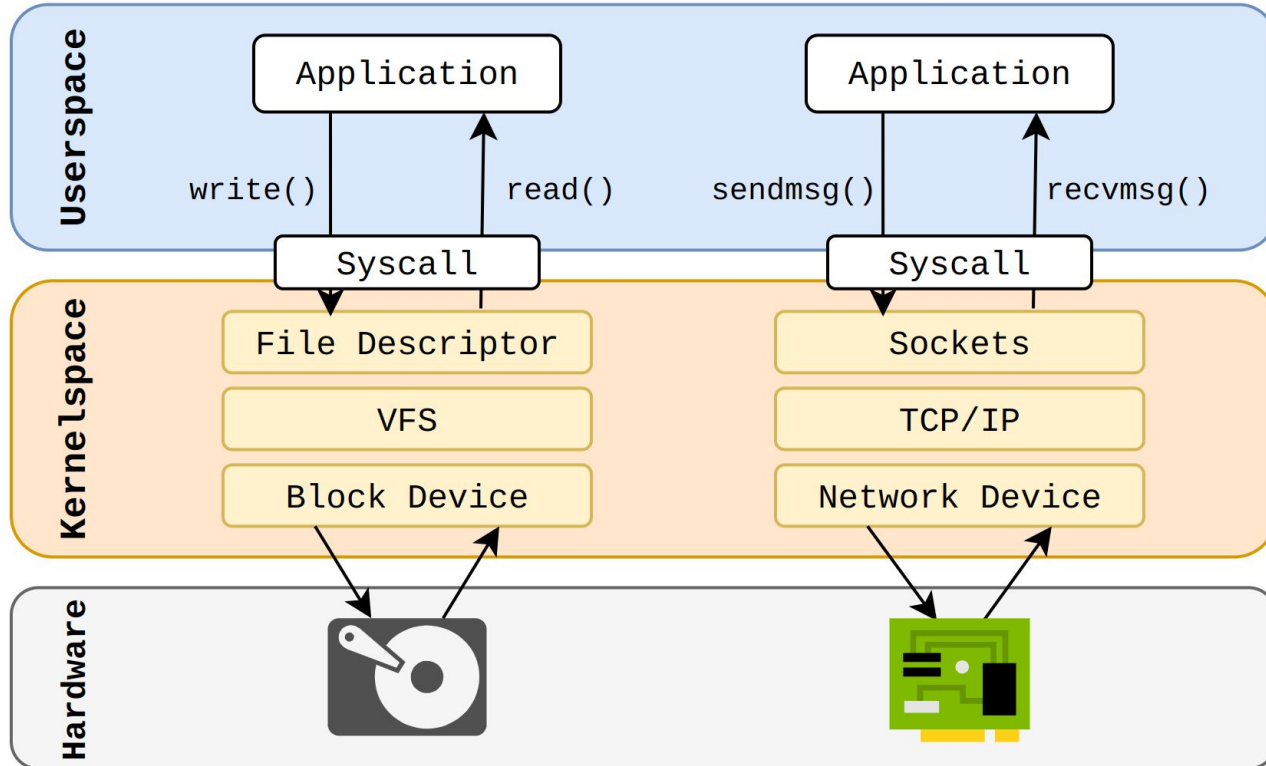 Userspace
Application
Application
write()
read()
sendmsg()
recvmsg()
Syscall
Syscall
Kernelspace
File Descriptor
Sockets
VFS
TCP/IP
Block Device
Network Device
Hardware